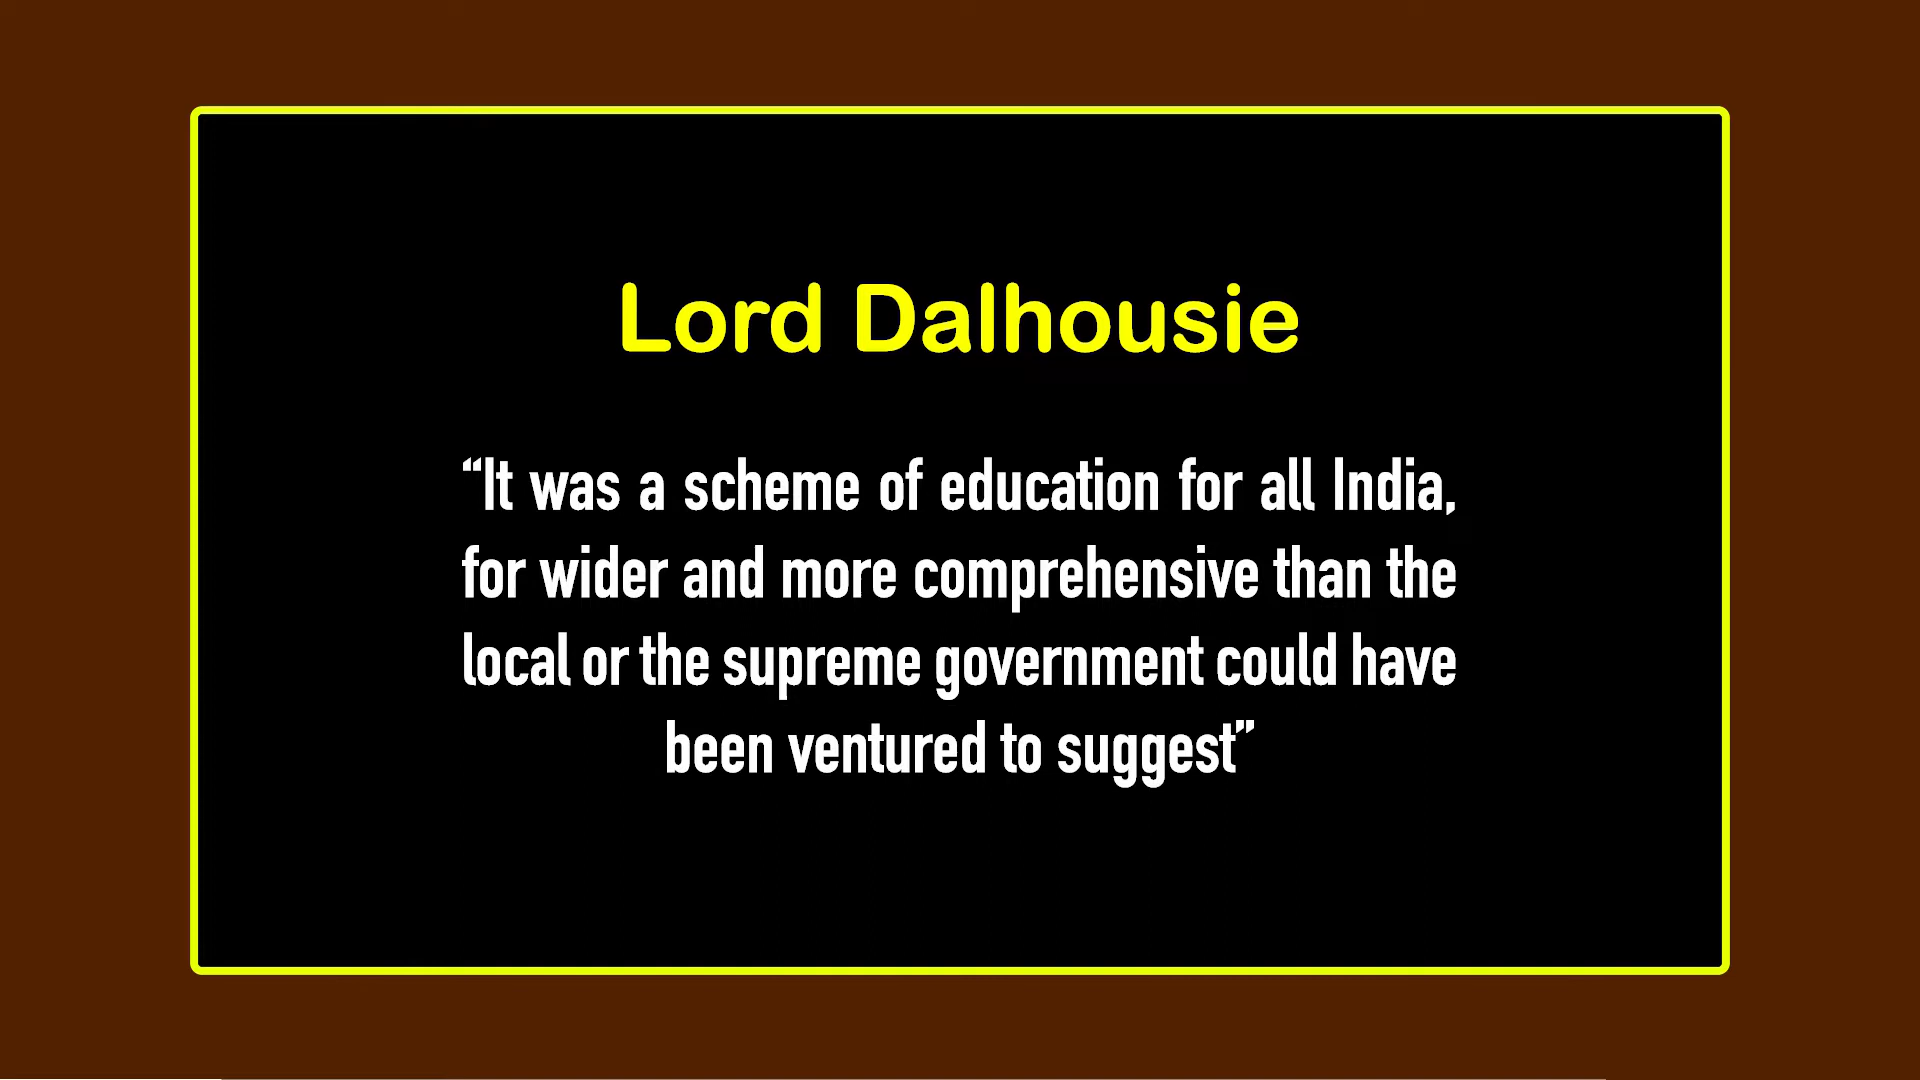 Lord Dalhousie
“It was a scheme of education for all India,
for wider and more comprehensive than the
local or the supreme government could have
been ventured to suggest”